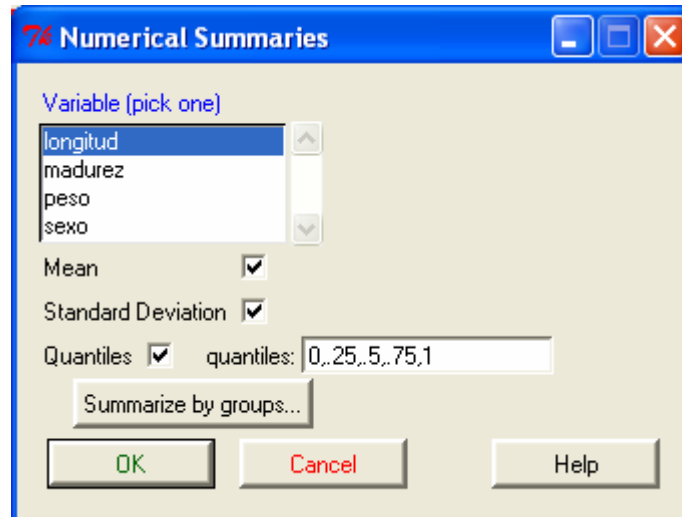 7k Numerical Summaries
Variable (pick one)
longitud
madurez
peso
sexo
Mean
Standard Deviation
Quantiles quantiles: 0,.25,.5,.75,1
Summarize by groups...
OK Cancel Help